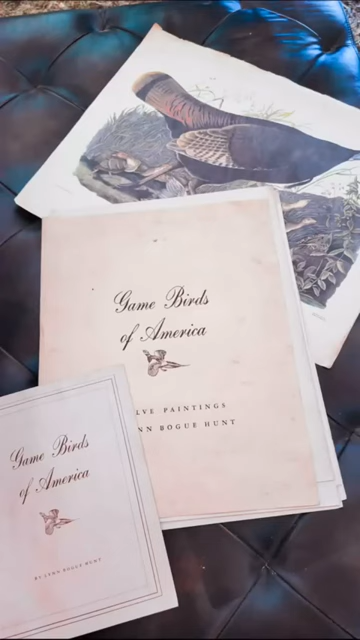 Game Birds
of America
LVE PAINTINGS
NN BOGUE HUNT
Game Birds
of America
BY LYNN BOGUE HUNT